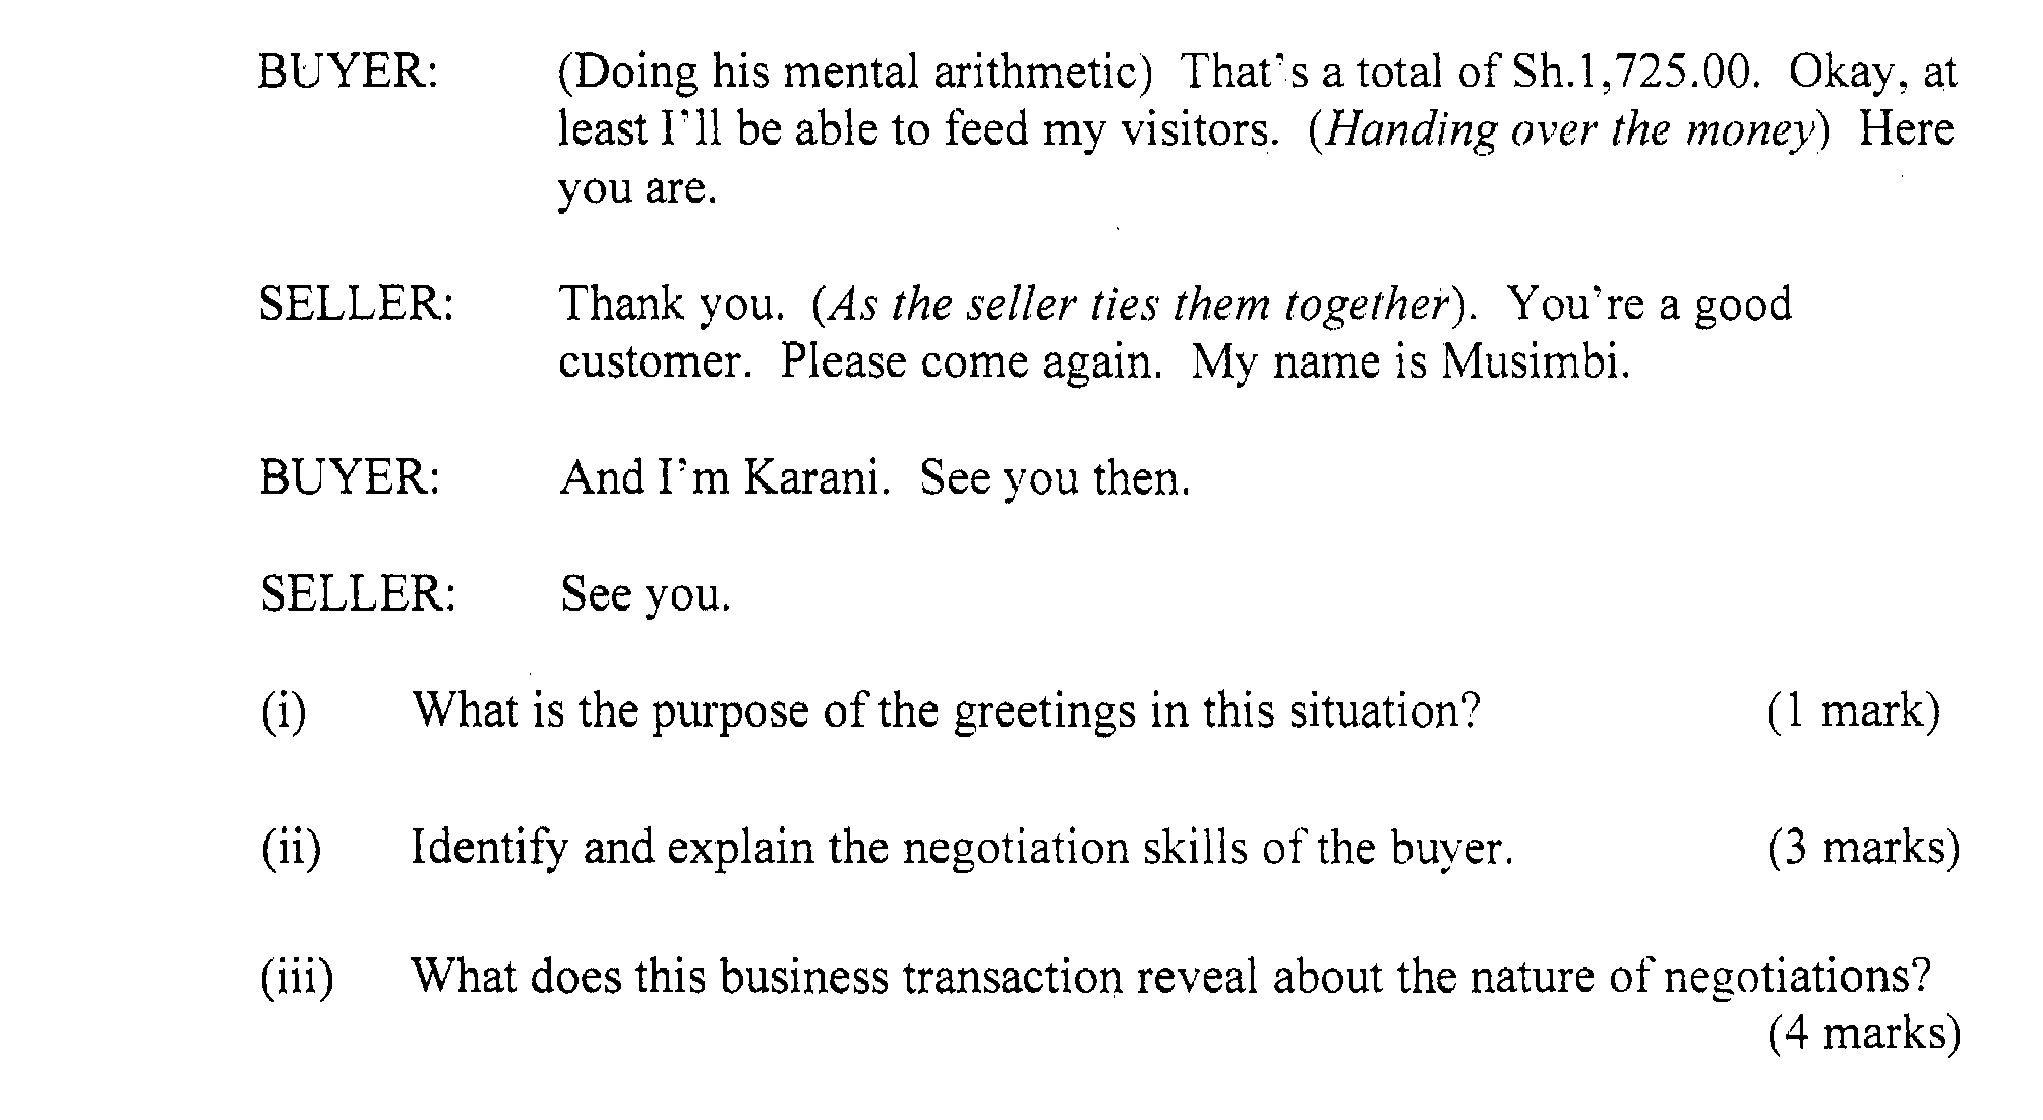 BUYER: (Doing his mental arithmetic) That's a total of Sh.1,725.00. Okay, at
least I'll be able to feed my visitors. (Handing over the money) Here
you are.
SELLER: Thank you. (As the seller ties them together). You're a good
customer. Please come again. My name is Musimbi.
BUYER: And I'm Karani. See you then.
SELLER: See you.
(i) What is the purpose of the greetings in this situation? (1 mark)
(ii) Identify and explain the negotiation skills of the buyer. (3 marks)
(iii) What does this business transaction reveal about the nature of negotiations?
(4 marks)